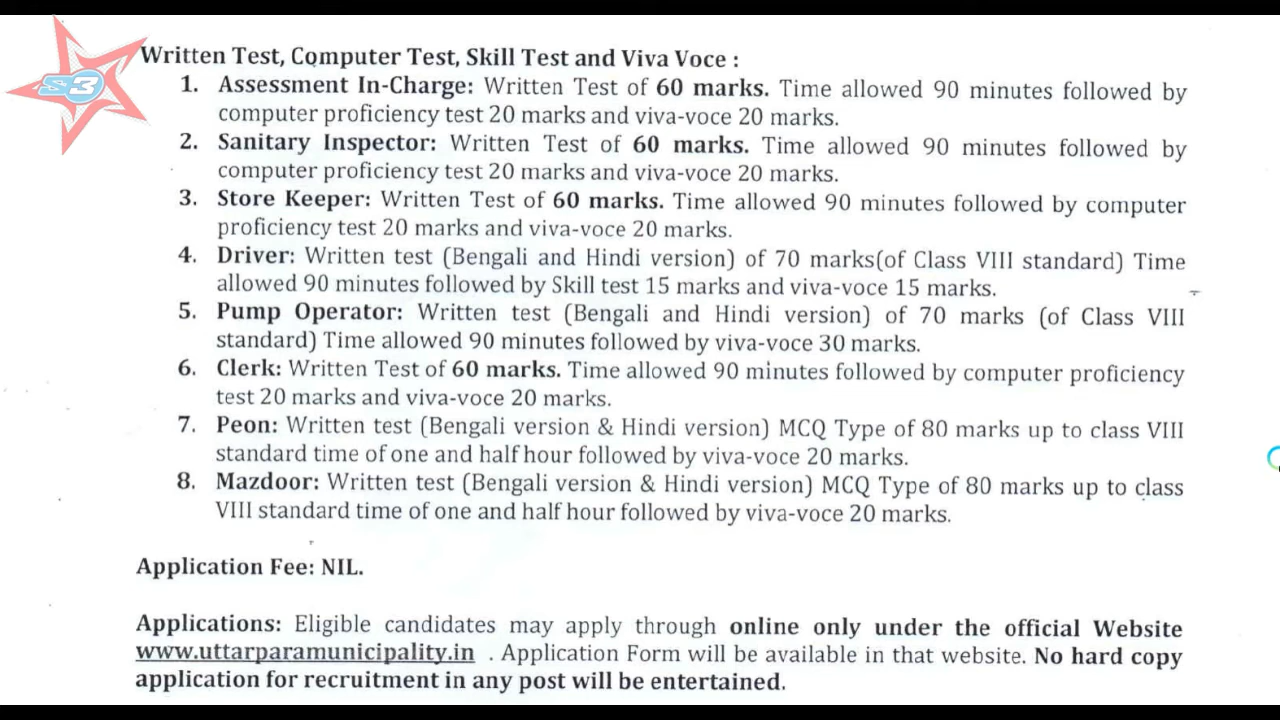 S3
Written Test, Computer Test, Skill Test and Viva Voce :
1. Assessment In-Charge: Written Test of 60 marks. Time allowed 90 minutes followed by
computer proficiency test 20 marks and viva-voce 20 marks.
2. Sanitary Inspector: Written Test of 60 marks. Time allowed 90 minutes followed by
computer proficiency test 20 marks and viva-voce 20 marks.
3. Store Keeper: Written Test of 60 marks. Time allowed 90 minutes followed by computer
proficiency test 20 marks and viva-voce 20 marks.
4. Driver: Written test (Bengali and Hindi version) of 70 marks(of Class VIII standard) Time
allowed 90 minutes followed by Skill test 15 marks and viva-voce 15 marks.
5. Pump Operator: Written test (Bengali and Hindi version) of 70 marks (of Class VIII
standard) Time allowed 90 minutes followed by viva-voce 30 marks.
6. Clerk: Written Test of 60 marks. Time allowed 90 minutes followed by computer proficiency
test 20 marks and viva-voce 20 marks.
7. Peon: Written test (Bengali version & Hindi version) MCQ Type of 80 marks up to class VIII
standard time of one and half hour followed by viva-voce 20 marks.
8. Mazdoor: Written test (Bengali version & Hindi version) MCQ Type of 80 marks up to class
VIII standard time of one and half hour followed by viva-voce 20 marks.
Application Fee: NIL.
Applications: Eligible candidates may apply through online only under the official Website
www.uttarparamunicipality.in . Application Form will be available in that website. No hard copy
application for recruitment in any post will be entertained.